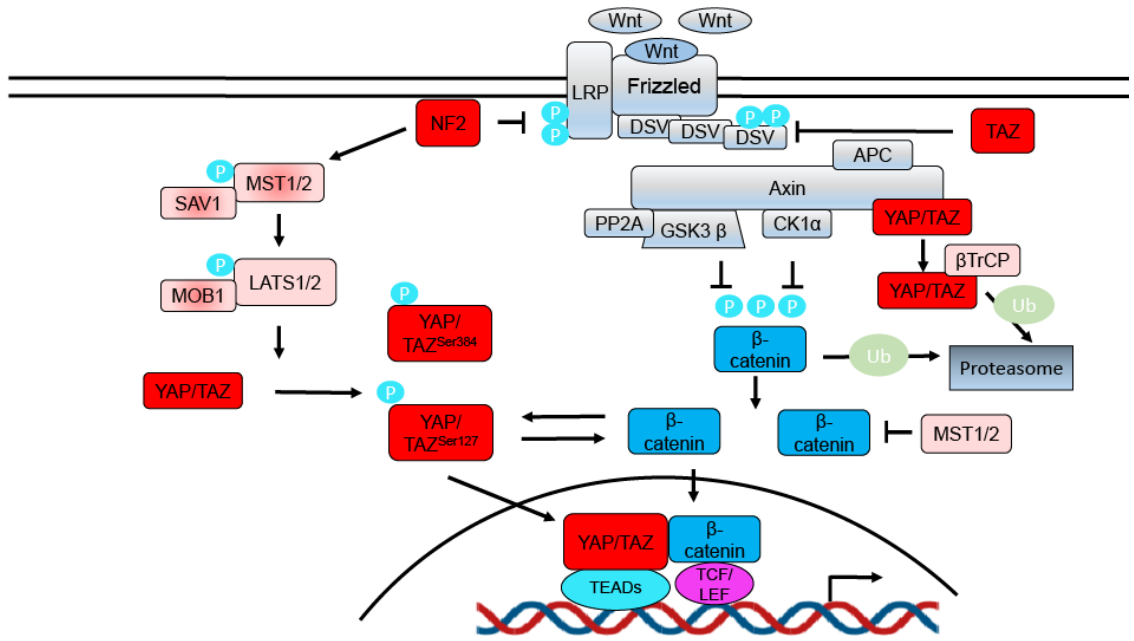 Wnt
Wnt
Wnt
LRP
Frizzled
NF2
P
P
P
P
DSV
DSV
DSV
TAZ
APC
P
MST1/2
SAV1
Axin
YAP/TAZ
PP2A
GSK3 β
CK1α
βTrCP
P
LATS1/2
MOB1
YAP/TAZ
Ub
P
P
P
P
YAP/
TAZSer384
β-
catenin
Ub
Proteasome
YAP/TAZ
P
YAP/
TAZSer127
β-
catenin
β-
catenin
MST1/2
YAP/TAZ
β-
catenin
TEADs
TCF/
LEF